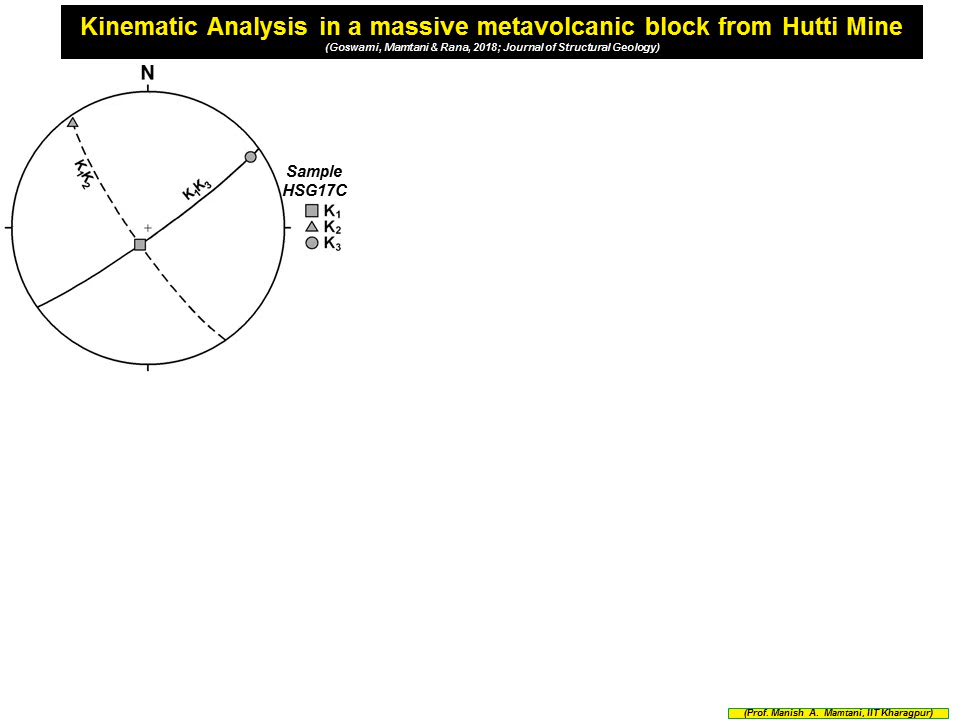 Kinematic Analysis in a massive metavolcanic block from Hutti Mine
(Goswami, Mamtani & Rana, 2018; Journal of Structural Geology)
N
K₁K₂
K₁K₃
Sample
HSG17C
K₁
K₂
K₃
(Prof. Manish A. Mamtani, IIT Kharagpur)